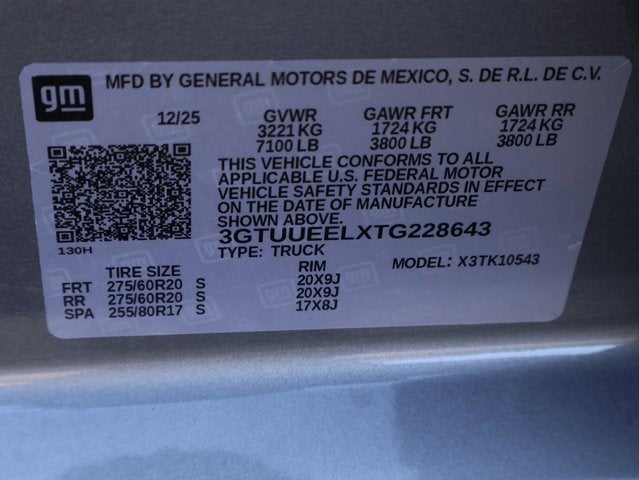 gm
MFD BY GENERAL MOTORS DE MEXICO, S. DE R.L. DE C.V.
12/25 GVWR GAWR FRT GAWR RR
3221 KG 1724 KG 1724 KG
7100 LB 3800 LB 3800 LB
THIS VEHICLE CONFORMS TO ALL
APPLICABLE U.S. FEDERAL MOTOR
VEHICLE SAFETY STANDARDS IN EFFECT
ON THE DATE OF MANUFACTURE
SHOWN ABOVE.
3GTUUEELXTG228643
130H
TYPE: TRUCK MODEL: X3TK10543
TIRE SIZE RIM
FRT 275/60R20 S 20X9J
RR 275/60R20 S 20X9J
SPA 255/80R17 S 17X8J